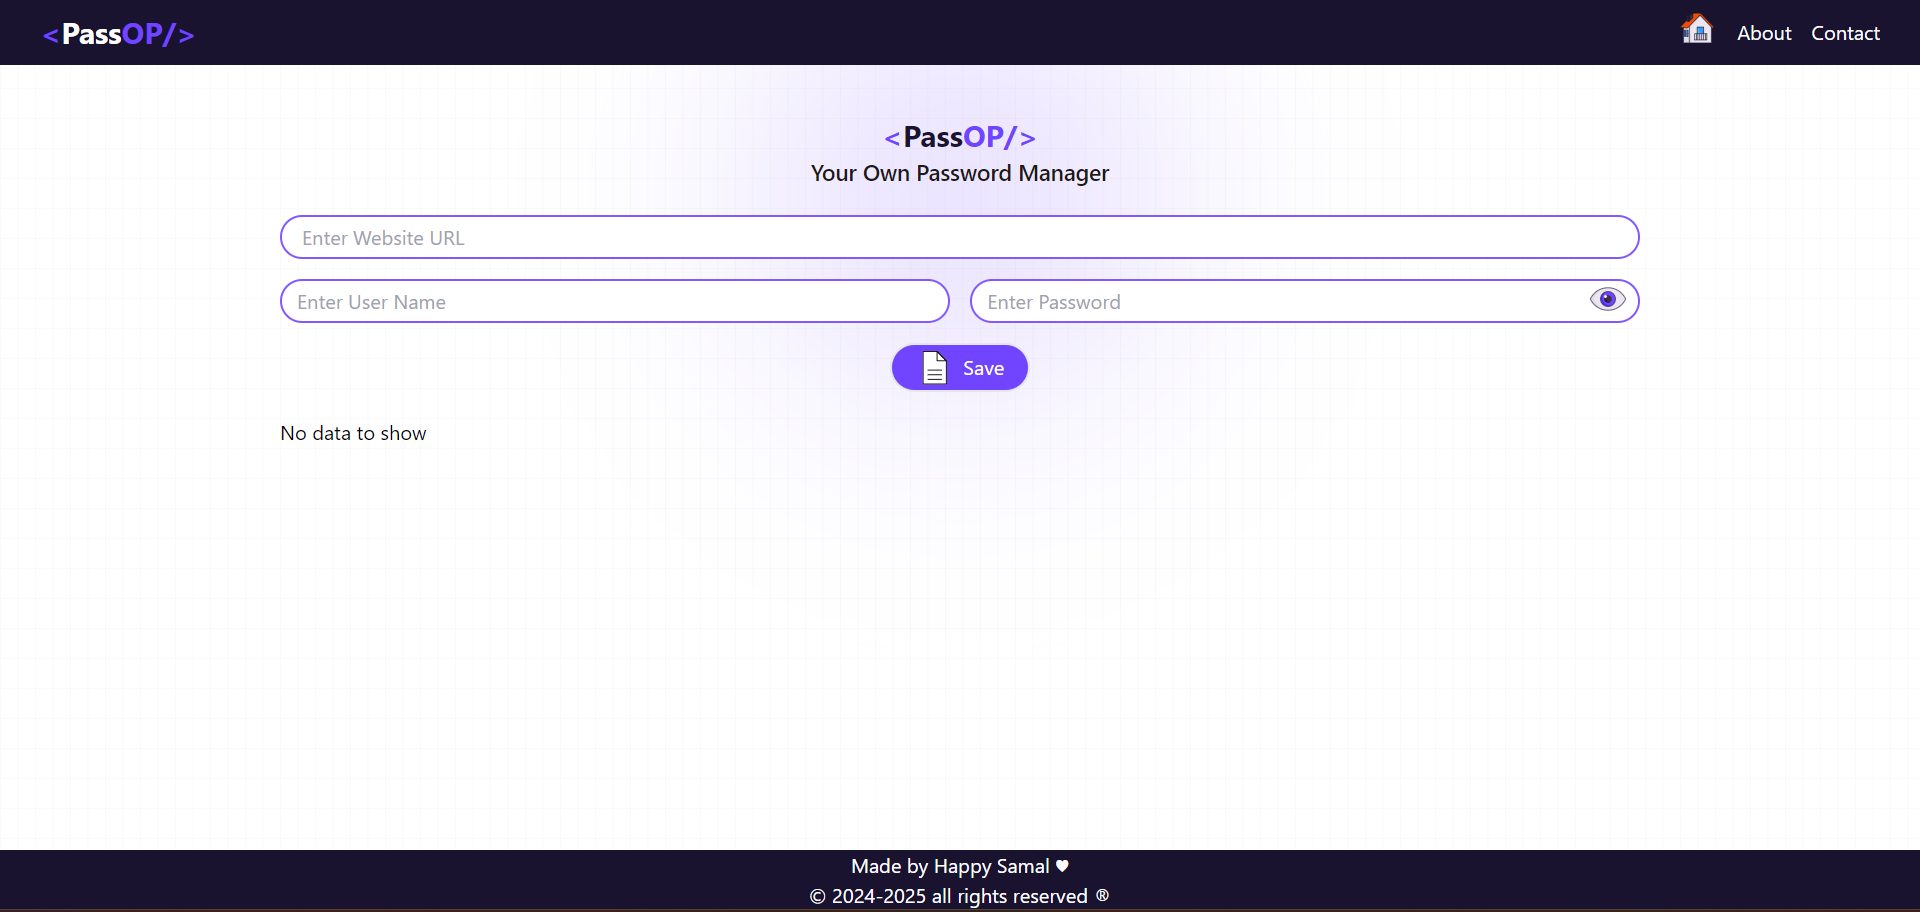 <PassOP/>
About
Contact
<PassOP/>
Your Own Password Manager
Enter Website URL
Enter User Name
Enter Password
Save
No data to show
Made by Happy Samal ♥
© 2024-2025 all rights reserved ®